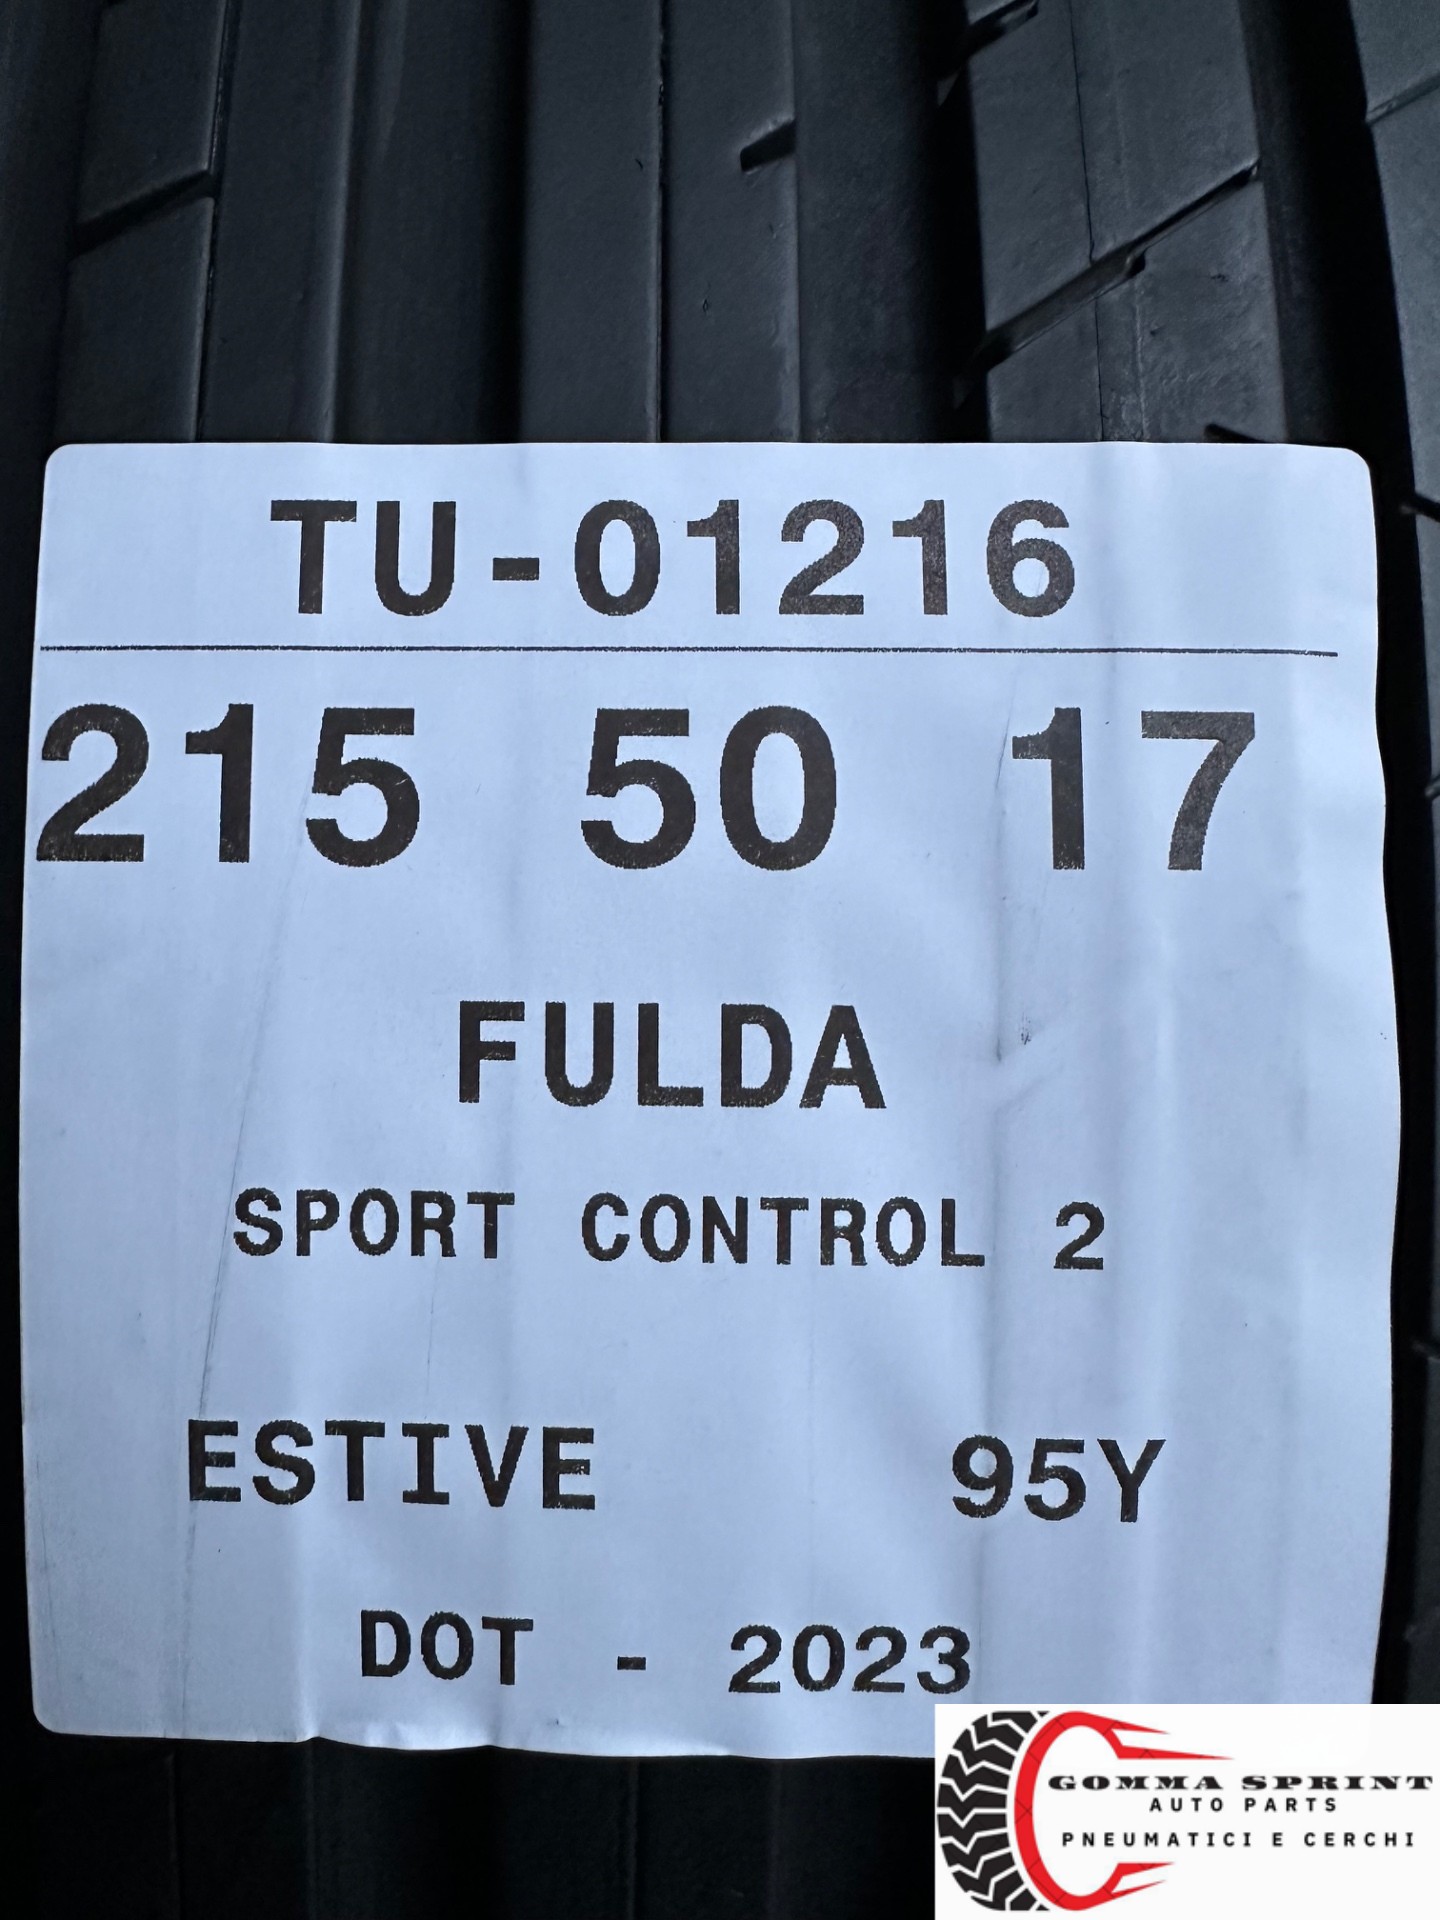 TU-01216
215 50 17
FULDA
SPORT CONTROL 2
ESTIVE 95Y
DOT - 2023
GOMMA SPRINT
AUTO PARTS
PNEUMATICI E CERCHI